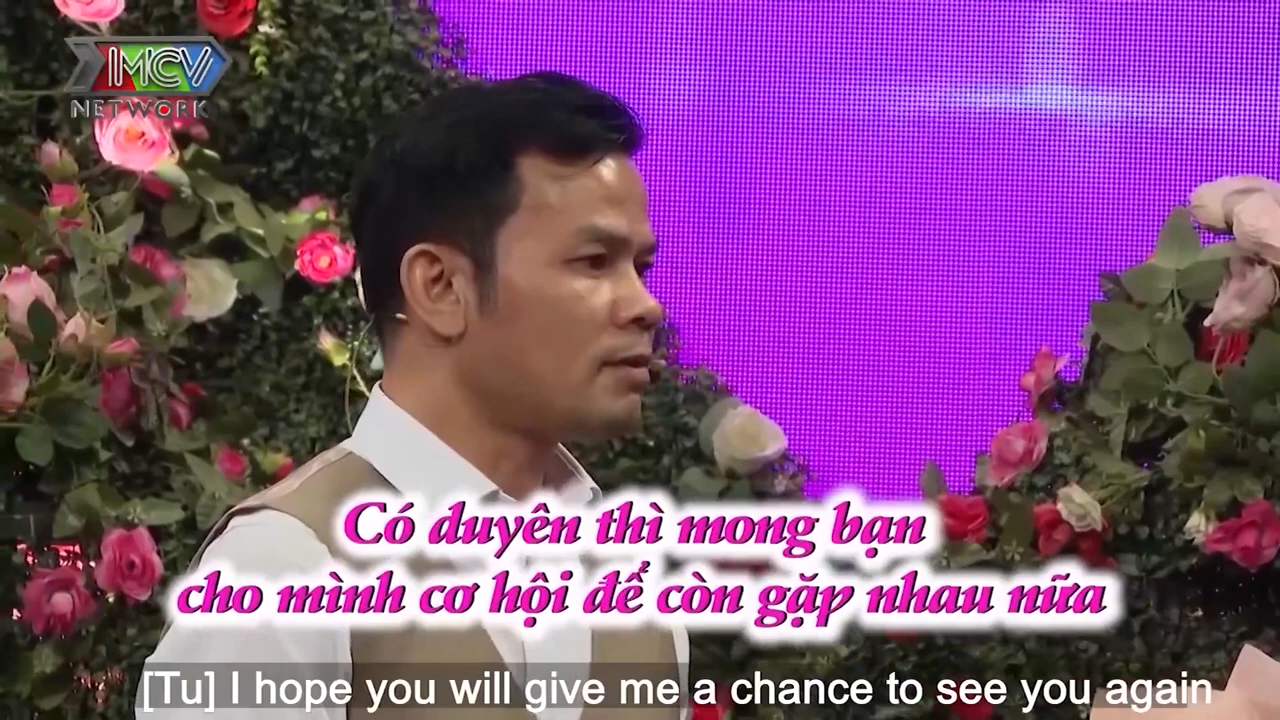 MCV
NETWORK
Có duyên thì mong bạn
cho mình cơ hội để còn gặp nhau nữa
[Tu] I hope you will give me a chance to see you again